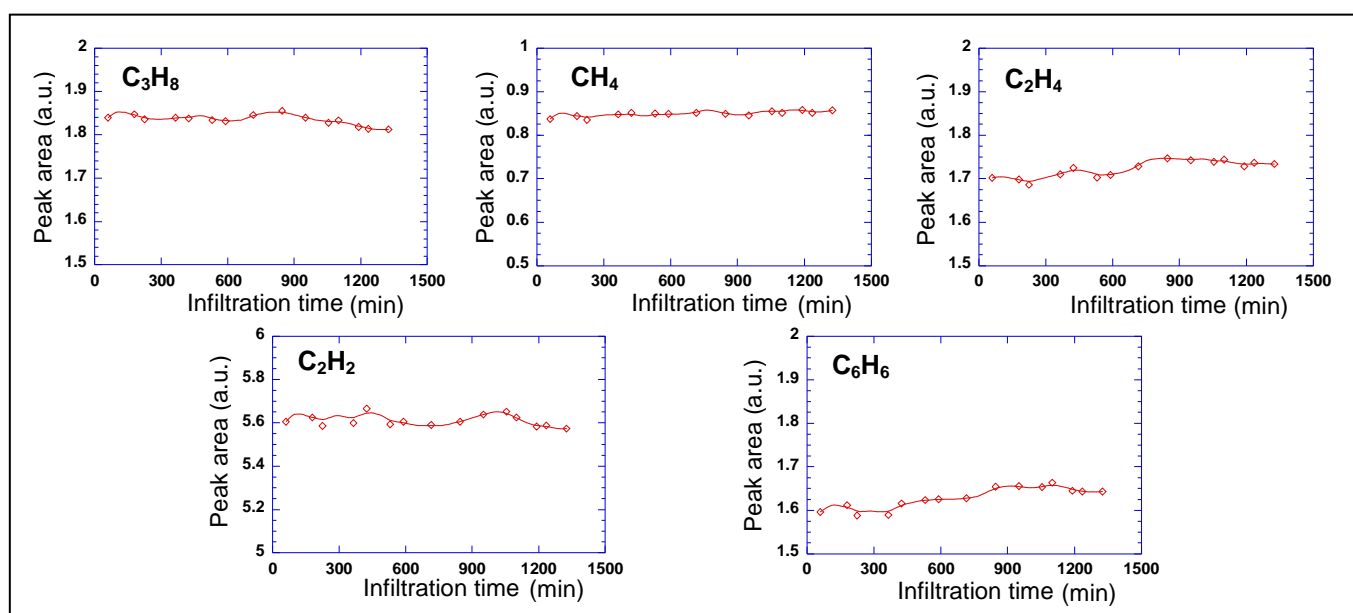 C₃H₈
Peak area (a.u.)
2
1.9
1.8
1.7
1.6
1.5
0 300 600 900 1200 1500
Infiltration time (min)
CH₄
Peak area (a.u.)
1
0.9
0.8
0.7
0.6
0.5
0 300 600 900 1200 1500
Infiltration time (min)
C₂H₄
Peak area (a.u.)
2
1.9
1.8
1.7
1.6
1.5
0 300 600 900 1200 1500
Infiltration time (min)
C₂H₂
Peak area (a.u.)
6
5.8
5.6
5.4
5.2
5
0 300 600 900 1200 1500
Infiltration time (min)
C₆H₆
Peak area (a.u.)
2
1.9
1.8
1.7
1.6
1.5
0 300 600 900 1200 1500
Infiltration time (min)